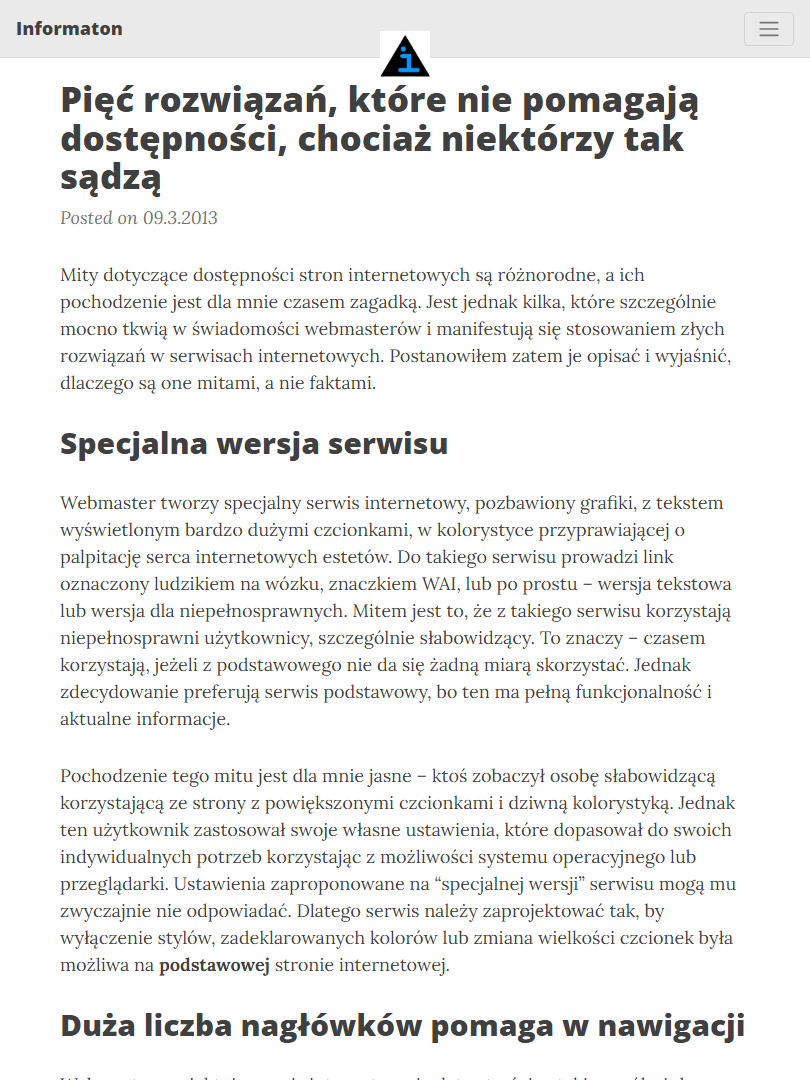 Informaton
i
Pięć rozwiązań, które nie pomagają
dostępności, chociaż niektórzy tak
sądzą
Posted on 09.3.2013
Mity dotyczące dostępności stron internetowych są różnorodne, a ich
pochodzenie jest dla mnie czasem zagadką. Jest jednak kilka, które szczególnie
mocno tkwią w świadomości webmasterów i manifestują się stosowaniem złych
rozwiązań w serwisach internetowych. Postanowiłem zatem je opisać i wyjaśnić,
dlaczego są one mitami, a nie faktami.
Specjalna wersja serwisu
Webmaster tworzy specjalny serwis internetowy, pozbawiony grafiki, z tekstem
wyświetlonym bardzo dużymi czcionkami, w kolorystyce przyprawiającej o
palpitację serca internetowych estetów. Do takiego serwisu prowadzi link
oznaczony ludzikiem na wózku, znaczkiem WAI, lub po prostu – wersja tekstowa
lub wersja dla niepełnosprawnych. Mitem jest to, że z takiego serwisu korzystają
niepełnosprawni użytkownicy, szczególnie słabowidzący. To znaczy – czasem
korzystają, jeżeli z podstawowego nie da się żadną miarą skorzystać. Jednak
zdecydowanie preferują serwis podstawowy, bo ten ma pełną funkcjonalność i
aktualne informacje.
Pochodzenie tego mitu jest dla mnie jasne – ktoś zobaczył osobę słabowidzącą
korzystającą ze strony z powiększonymi czcionkami i dziwną kolorystyką. Jednak
ten użytkownik zastosował swoje własne ustawienia, które dopasował do swoich
indywidualnych potrzeb korzystając z możliwości systemu operacyjnego lub
przeglądarki. Ustawienia zaproponowane na “specjalnej wersji” serwisu mogą mu
zwyczajnie nie odpowiadać. Dlatego serwis należy zaprojektować tak, by
wyłączenie stylów, zadeklarowanych kolorów lub zmiana wielkości czcionek była
możliwa na podstawowej stronie internetowej.
Duża liczba nagłówków pomaga w nawigacji